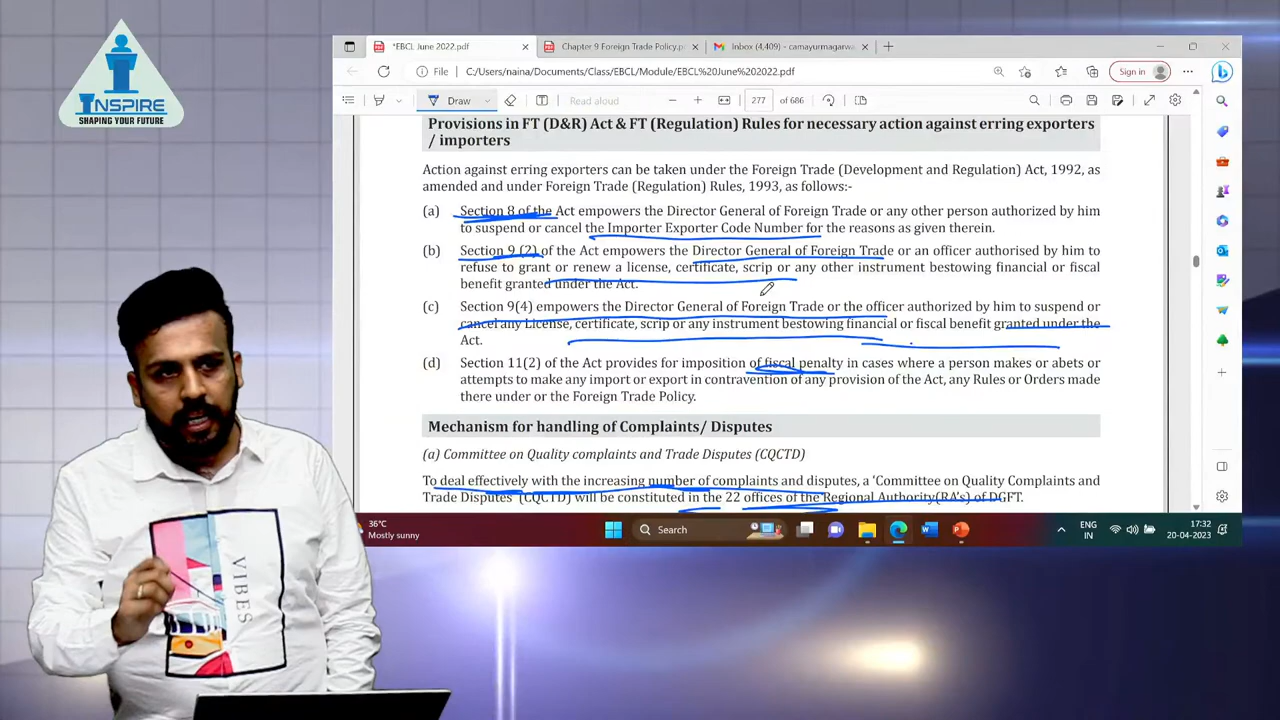 INSPIRE
SHAPING YOUR FUTURE
VIBES
*EBCL June 2022.pdf
Chapter 9 Foreign Trade Policy.p
Inbox (4,409) - camayurmagarwa
File
C:/Users/naina/Documents/Class/EBCL/Module/EBCL%20June%202022.pdf
Sign in
Draw
Read aloud
277 of 686
Provisions in FT (D&R) Act & FT (Regulation) Rules for necessary action against erring exporters
/ importers
Action against erring exporters can be taken under the Foreign Trade (Development and Regulation) Act, 1992, as
amended and under Foreign Trade (Regulation) Rules, 1993, as follows:-
(a) Section 8 of the Act empowers the Director General of Foreign Trade or any other person authorized by him
to suspend or cancel the Importer Exporter Code Number for the reasons as given therein.
(b) Section 9 (2) of the Act empowers the Director General of Foreign Trade or an officer authorised by him to
refuse to grant or renew a license, certificate, scrip or any other instrument bestowing financial or fiscal
benefit granted under the Act.
(c) Section 9(4) empowers the Director General of Foreign Trade or the officer authorized by him to suspend or
cancel any License, certificate, scrip or any instrument bestowing financial or fiscal benefit granted under the
Act.
(d) Section 11(2) of the Act provides for imposition of fiscal penalty in cases where a person makes or abets or
attempts to make any import or export in contravention of any provision of the Act, any Rules or Orders made
there under or the Foreign Trade Policy.
Mechanism for handling of Complaints/ Disputes
(a) Committee on Quality complaints and Trade Disputes (CQCTD)
To deal effectively with the increasing number of complaints and disputes, a 'Committee on Quality Complaints and
Trade Disputes' (CQCTD) will be constituted in the 22 offices of the Regional Authority(RA's) of DGFT.
36°C
Mostly sunny
Search
ENG
IN
17:32
20-04-2023